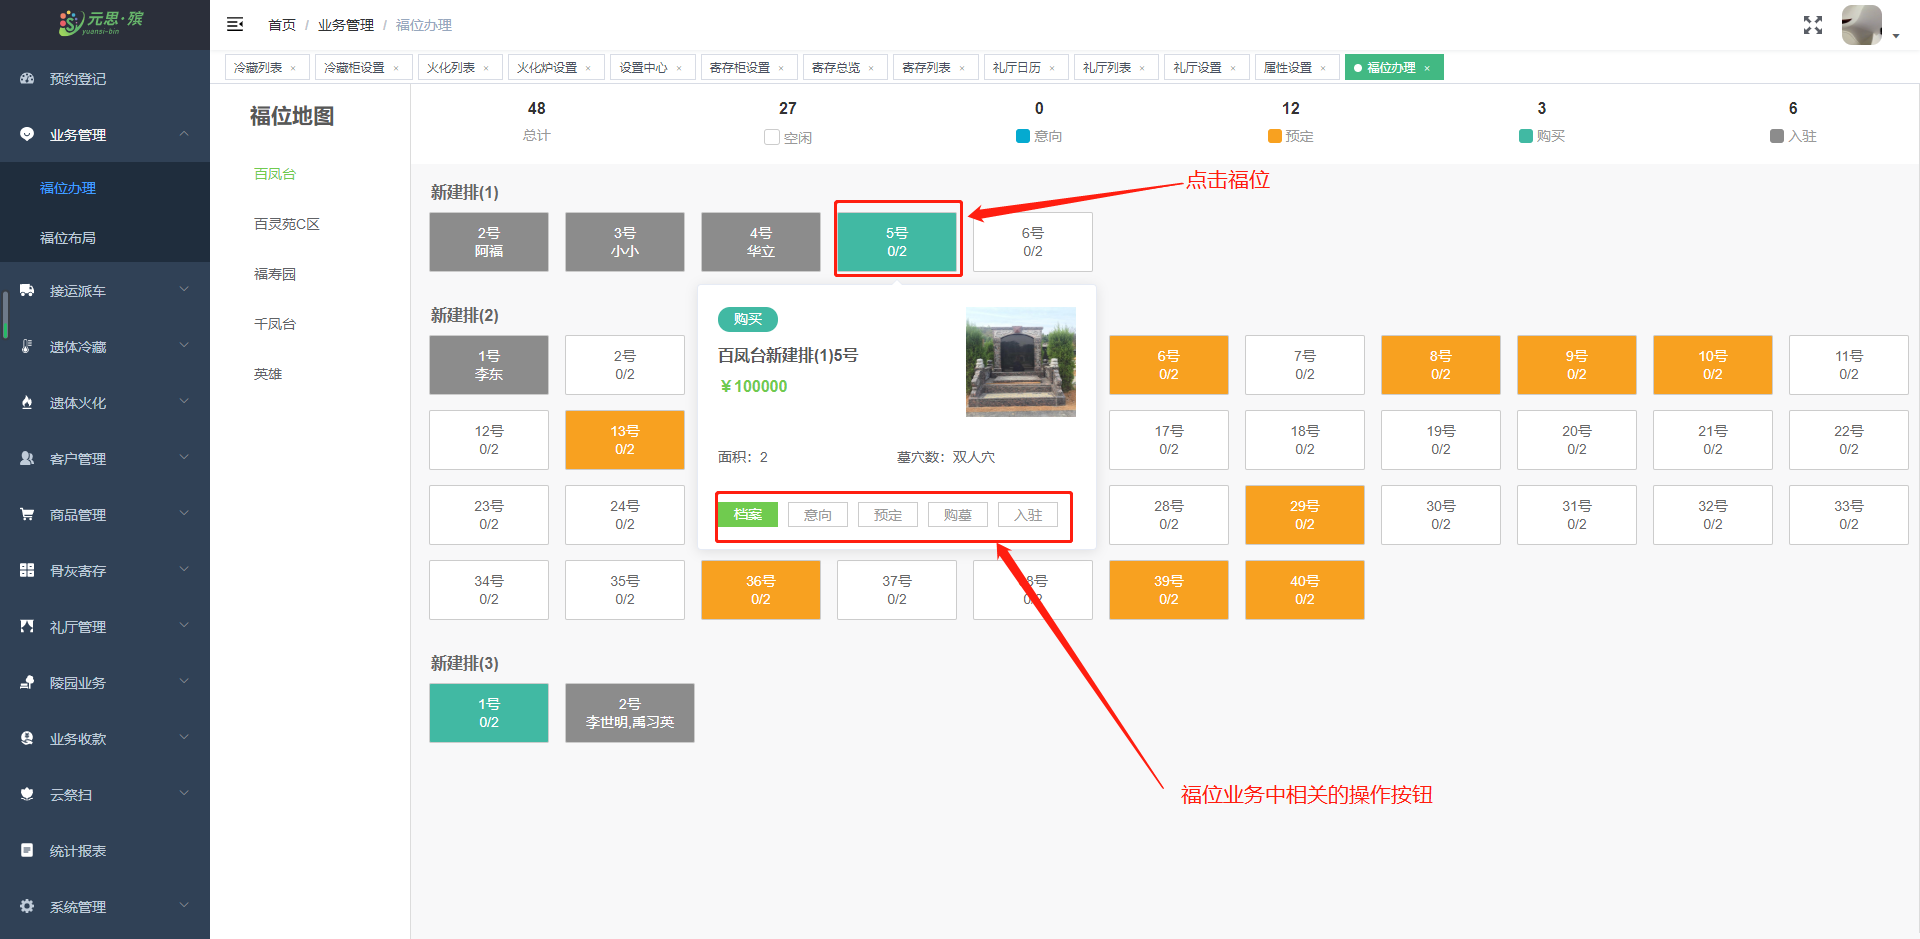 元思·殡
yuansi-bin
首页 / 业务管理 / 福位办理
冷藏列表 × 冷藏柜设置 × 火化列表 × 火化炉设置 × 设置中心 × 寄存柜设置 × 寄存总览 × 寄存列表 × 礼厅日历 × 礼厅列表 × 礼厅设置 × 属性设置 × 福位办理 ×
预约登记
业务管理
福位办理
福位布局
接运派车
遗体冷藏
遗体火化
客户管理
商品管理
骨灰寄存
礼厅管理
陵园业务
业务收款
云祭扫
统计报表
系统管理
福位地图
百凤台
百灵苑C区
福寿园
千凤台
英雄
48 27 0 12 3 6
总计 空闲 意向 预定 购买 入驻
新建排(1)
点击福位
2号 3号 4号 5号 6号
阿福 小小 华立 0/2 0/2
新建排(2)
1号 2号 6号 7号 8号 9号 10号 11号
李东 0/2 0/2 0/2 0/2 0/2 0/2 0/2
12号 13号 17号 18号 19号 20号 21号 22号
0/2 0/2 0/2 0/2 0/2 0/2 0/2 0/2
23号 24号 28号 29号 30号 31号 32号 33号
0/2 0/2 0/2 0/2 0/2 0/2 0/2 0/2
34号 35号 36号 37号 8号 39号 40号
0/2 0/2 0/2 0/2 0/2 0/2 0/2
购买
百凤台新建排(1)5号
￥100000
面积：2 墓穴数：双人穴
档案 意向 预定 购墓 入驻
新建排(3)
1号 2号
0/2 李世明,禹习英
福位业务中相关的操作按钮